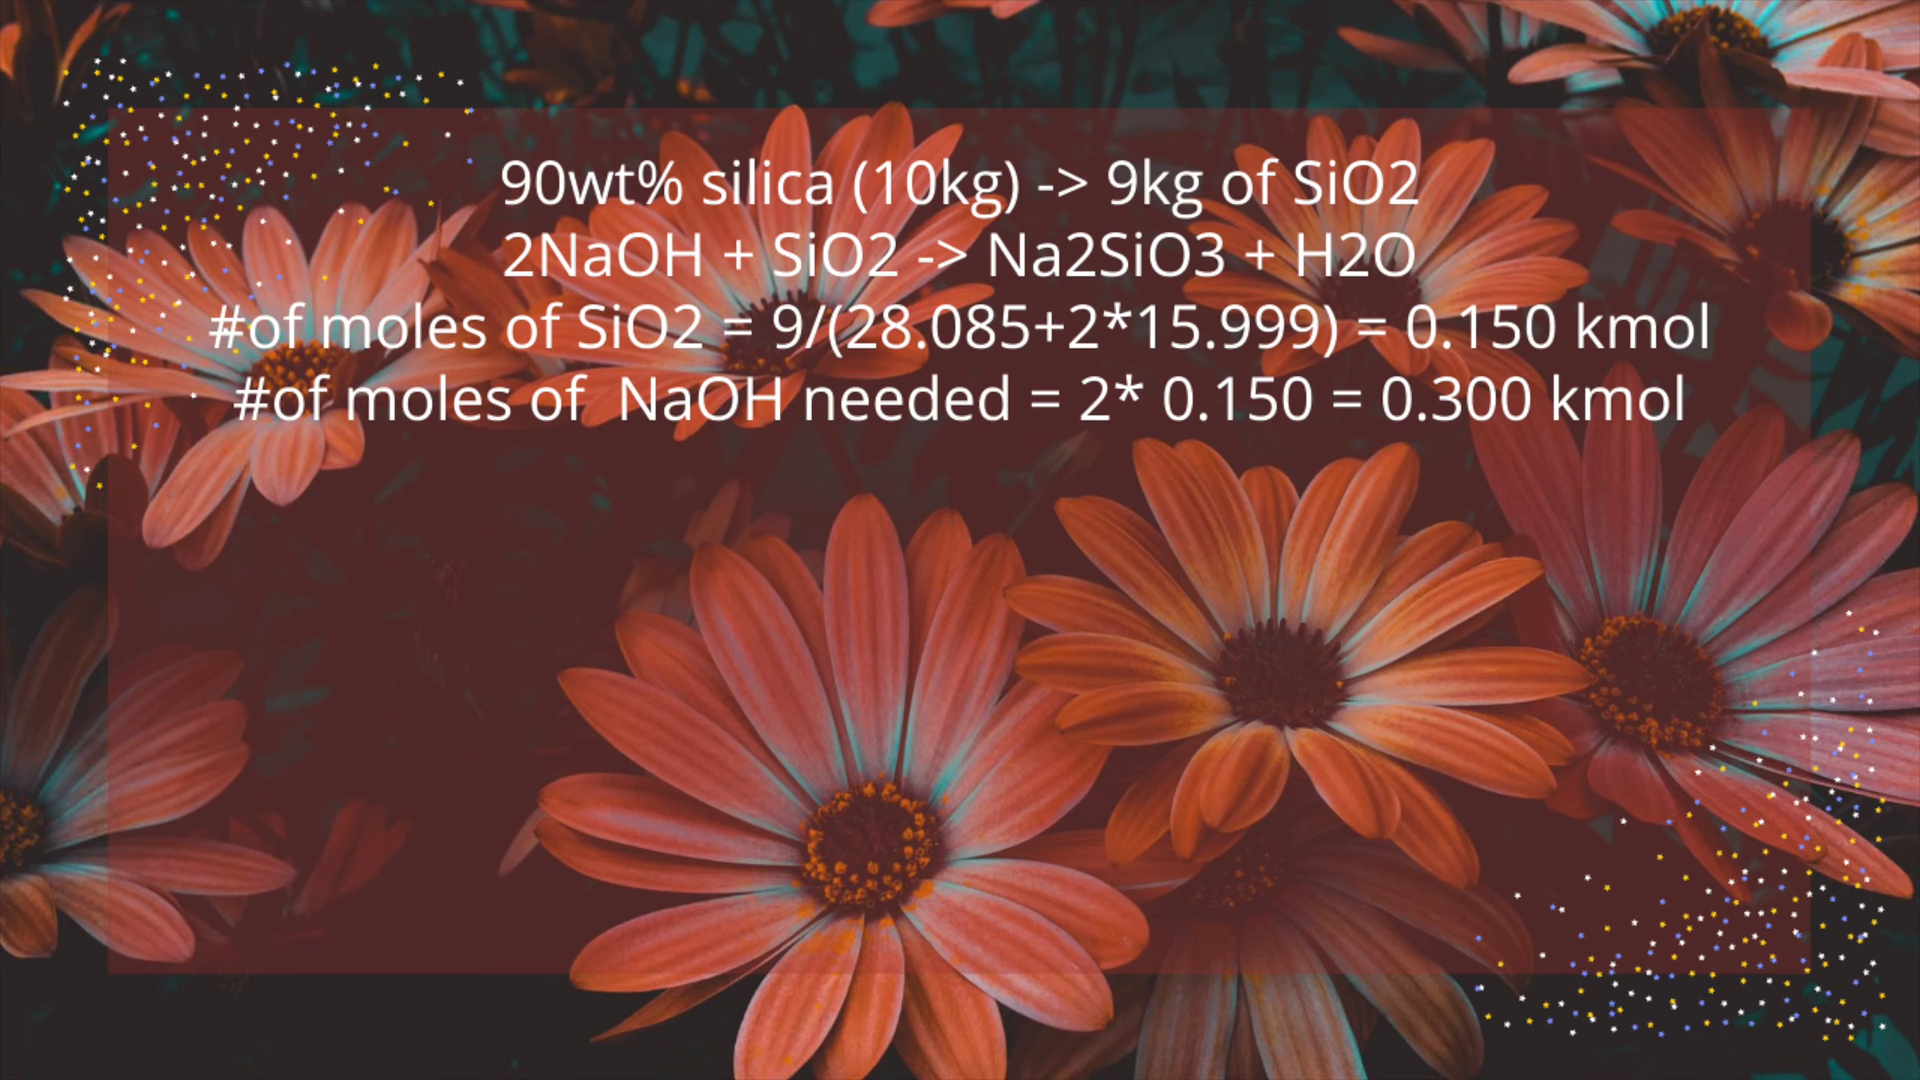 90wt% silica (10kg) -> 9kg of SiO2
2NaOH + SiO2 -> Na2SiO3 + H2O
#of moles of SiO2 = 9/(28.085+2*15.999) = 0.150 kmol
#of moles of  NaOH needed = 2* 0.150 = 0.300 kmol